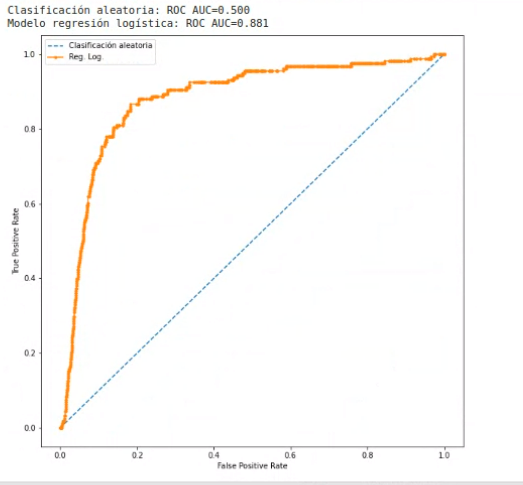 Clasificación aleatoria: ROC AUC=0.500
Modelo regresión logística: ROC AUC=0.881
Clasificación aleatoria
Reg. Log.
1.0
0.8
0.6
0.4
0.2
0.0
True Positive Rate
0.0 0.2 0.4 0.6 0.8 1.0
False Positive Rate